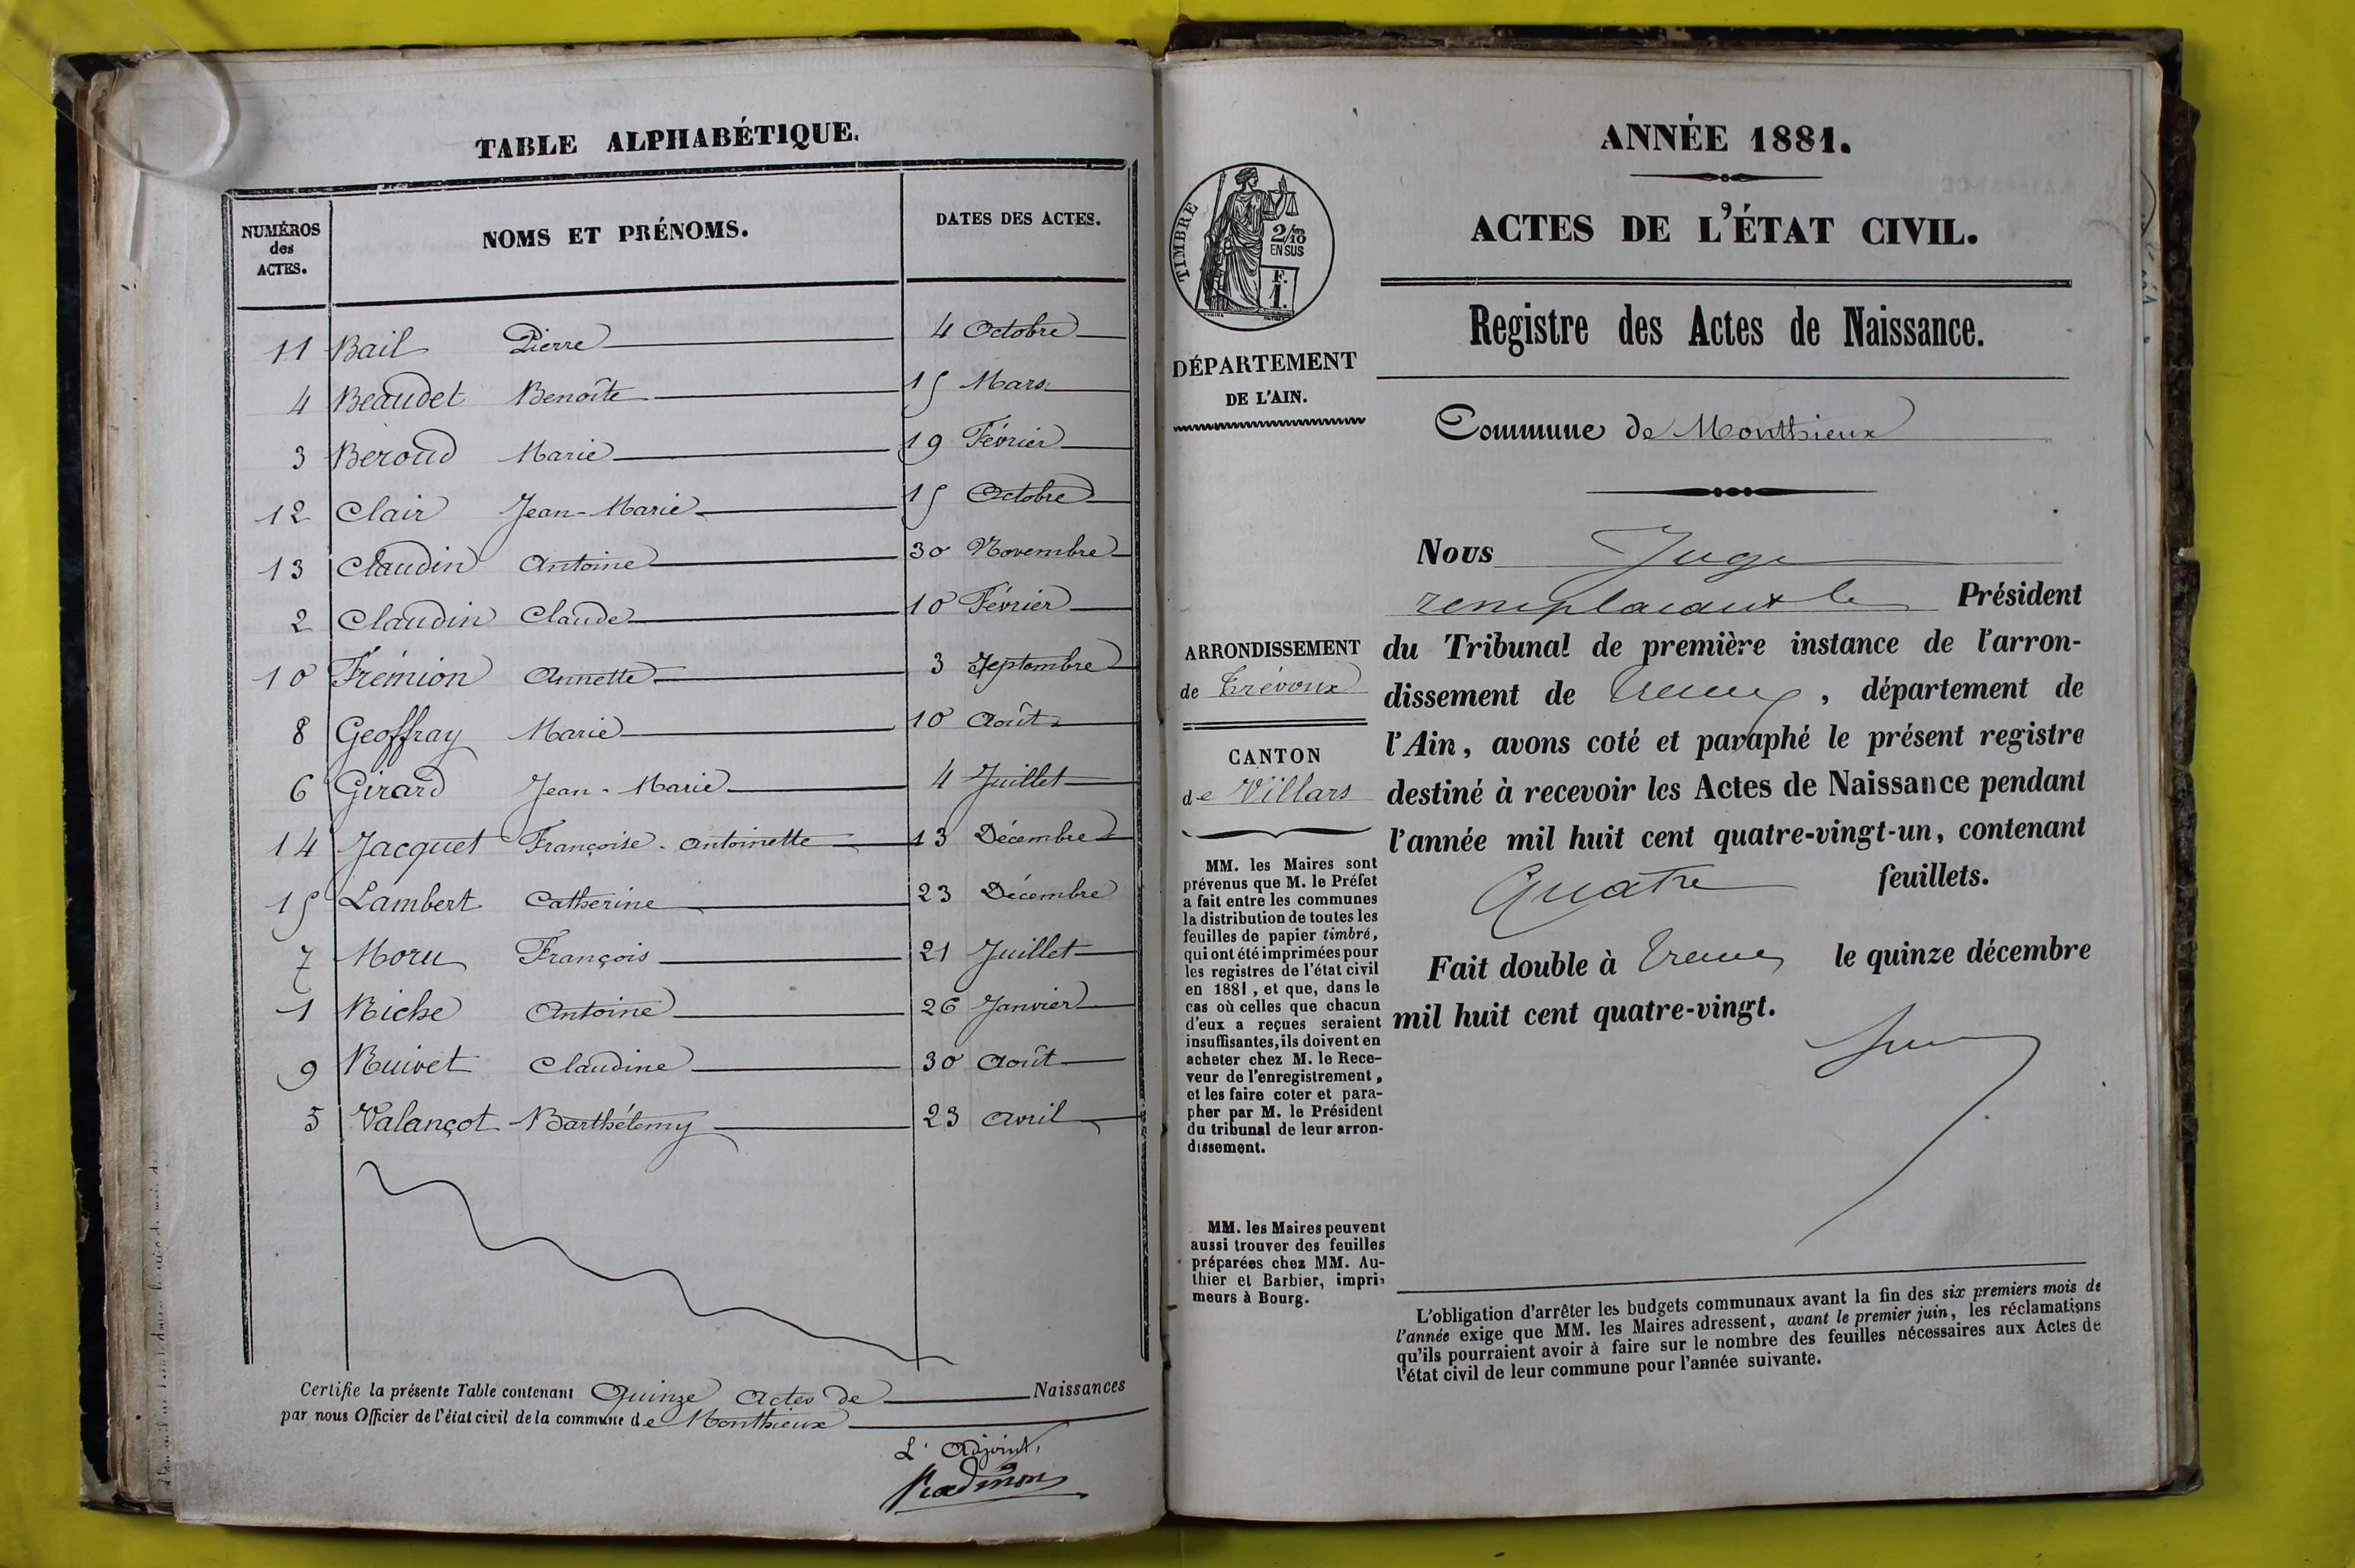 TABLE ALPHABÉTIQUE.
NUMÉROS des ACTES. NOMS ET PRÉNOMS. DATES DES ACTES.
11 Bail Pierre 4 Octobre
4 Beaudet Benoîte 15 Mars
3 Béroud Marie 19 Février
12 Clair Jean-Marie 15 Octobre
13 Claudin Antoine 30 Novembre
2 Claudin Claude 10 Février
10 Frémion Annette 3 Septembre
8 Geoffray Marie 10 Août
6 Girard Jean-Marie 4 Juillet
14 Jacquet Françoise-Antoinette 13 Décembre
15 Lambert Catherine 23 Décembre
7 Moru François 21 Juillet
1 Riche Antoine 26 Janvier
9 Ruivet Claudine 30 Août
5 Valançot Barthélemy 23 Avril
Certifie la présente Table contenant Quinze Actes de Naissances
par nous Officier de l'état civil de la commune de Monthieux
L'Adjoint,
ANNÉE 1881.
ACTES DE L'ÉTAT CIVIL.
Registre des Actes de Naissance.
Commune de Monthieux
TIMBRE
2/10
EN SUS
F.
1.
DÉPARTEMENT
DE L'AIN.
ARRONDISSEMENT
de Trévoux
CANTON
de Villars
MM. les Maires sont
prévenus que M. le Préfet
a fait entre les communes
la distribution de toutes les
feuilles de papier timbré,
qui ont été imprimées pour
les registres de l'état civil
en 1881, et que, dans le
cas où celles que chacun
d'eux a reçues seraient
insuffisantes, ils doivent en
acheter chez M. le Rece-
veur de l'enregistrement,
et les faire coter et para-
pher par M. le Président
du tribunal de leur arron-
dissement.
MM. les Maires peuvent
aussi trouver des feuilles
préparées chez MM. Au-
thier et Barbier, impri-
meurs à Bourg.
Nous Juge
remplaçant le Président
du Tribunal de première instance de l'arron-
dissement de Trévoux, département de
l'Ain, avons coté et paraphé le présent registre
destiné à recevoir les Actes de Naissance pendant
l'année mil huit cent quatre-vingt-un, contenant
Quatre feuillets.
Fait double à Trévoux le quinze décembre
mil huit cent quatre-vingt.
L'obligation d'arrêter les budgets communaux avant la fin des six premiers mois de
l'année exige que MM. les Maires adressent, avant le premier juin, les réclamations
qu'ils pourraient avoir à faire sur le nombre des feuilles nécessaires aux Actes de
l'état civil de leur commune pour l'année suivante.